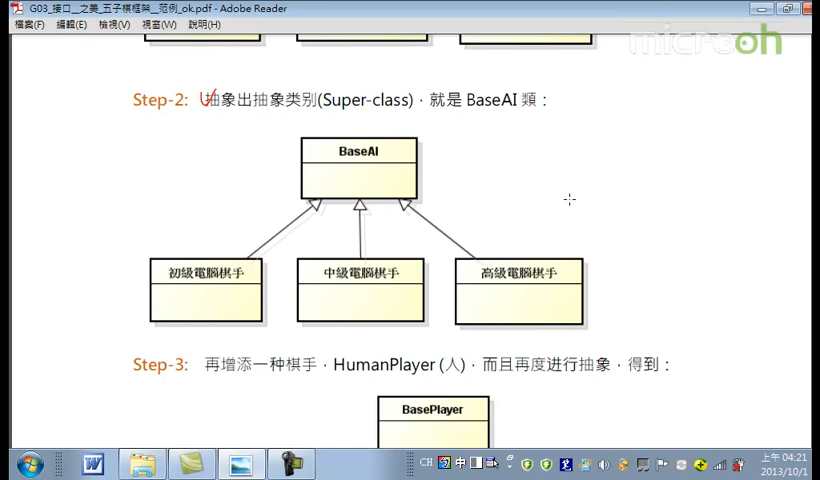 G03_接口__之美_五子棋框架__范例_ok.pdf - Adobe Reader
檔案(F) 編輯(E) 檢視(V) 視窗(W) 說明(H)
microoh
Step-2: 抽象出抽象类别(Super-class)，就是 BaseAI 類：
BaseAI
初級電腦棋手 中級電腦棋手 高級電腦棋手
Step-3: 再增添一种棋手，HumanPlayer (人)，而且再度进行抽象，得到：
BasePlayer
CH 中 上午 04:21
2013/10/1